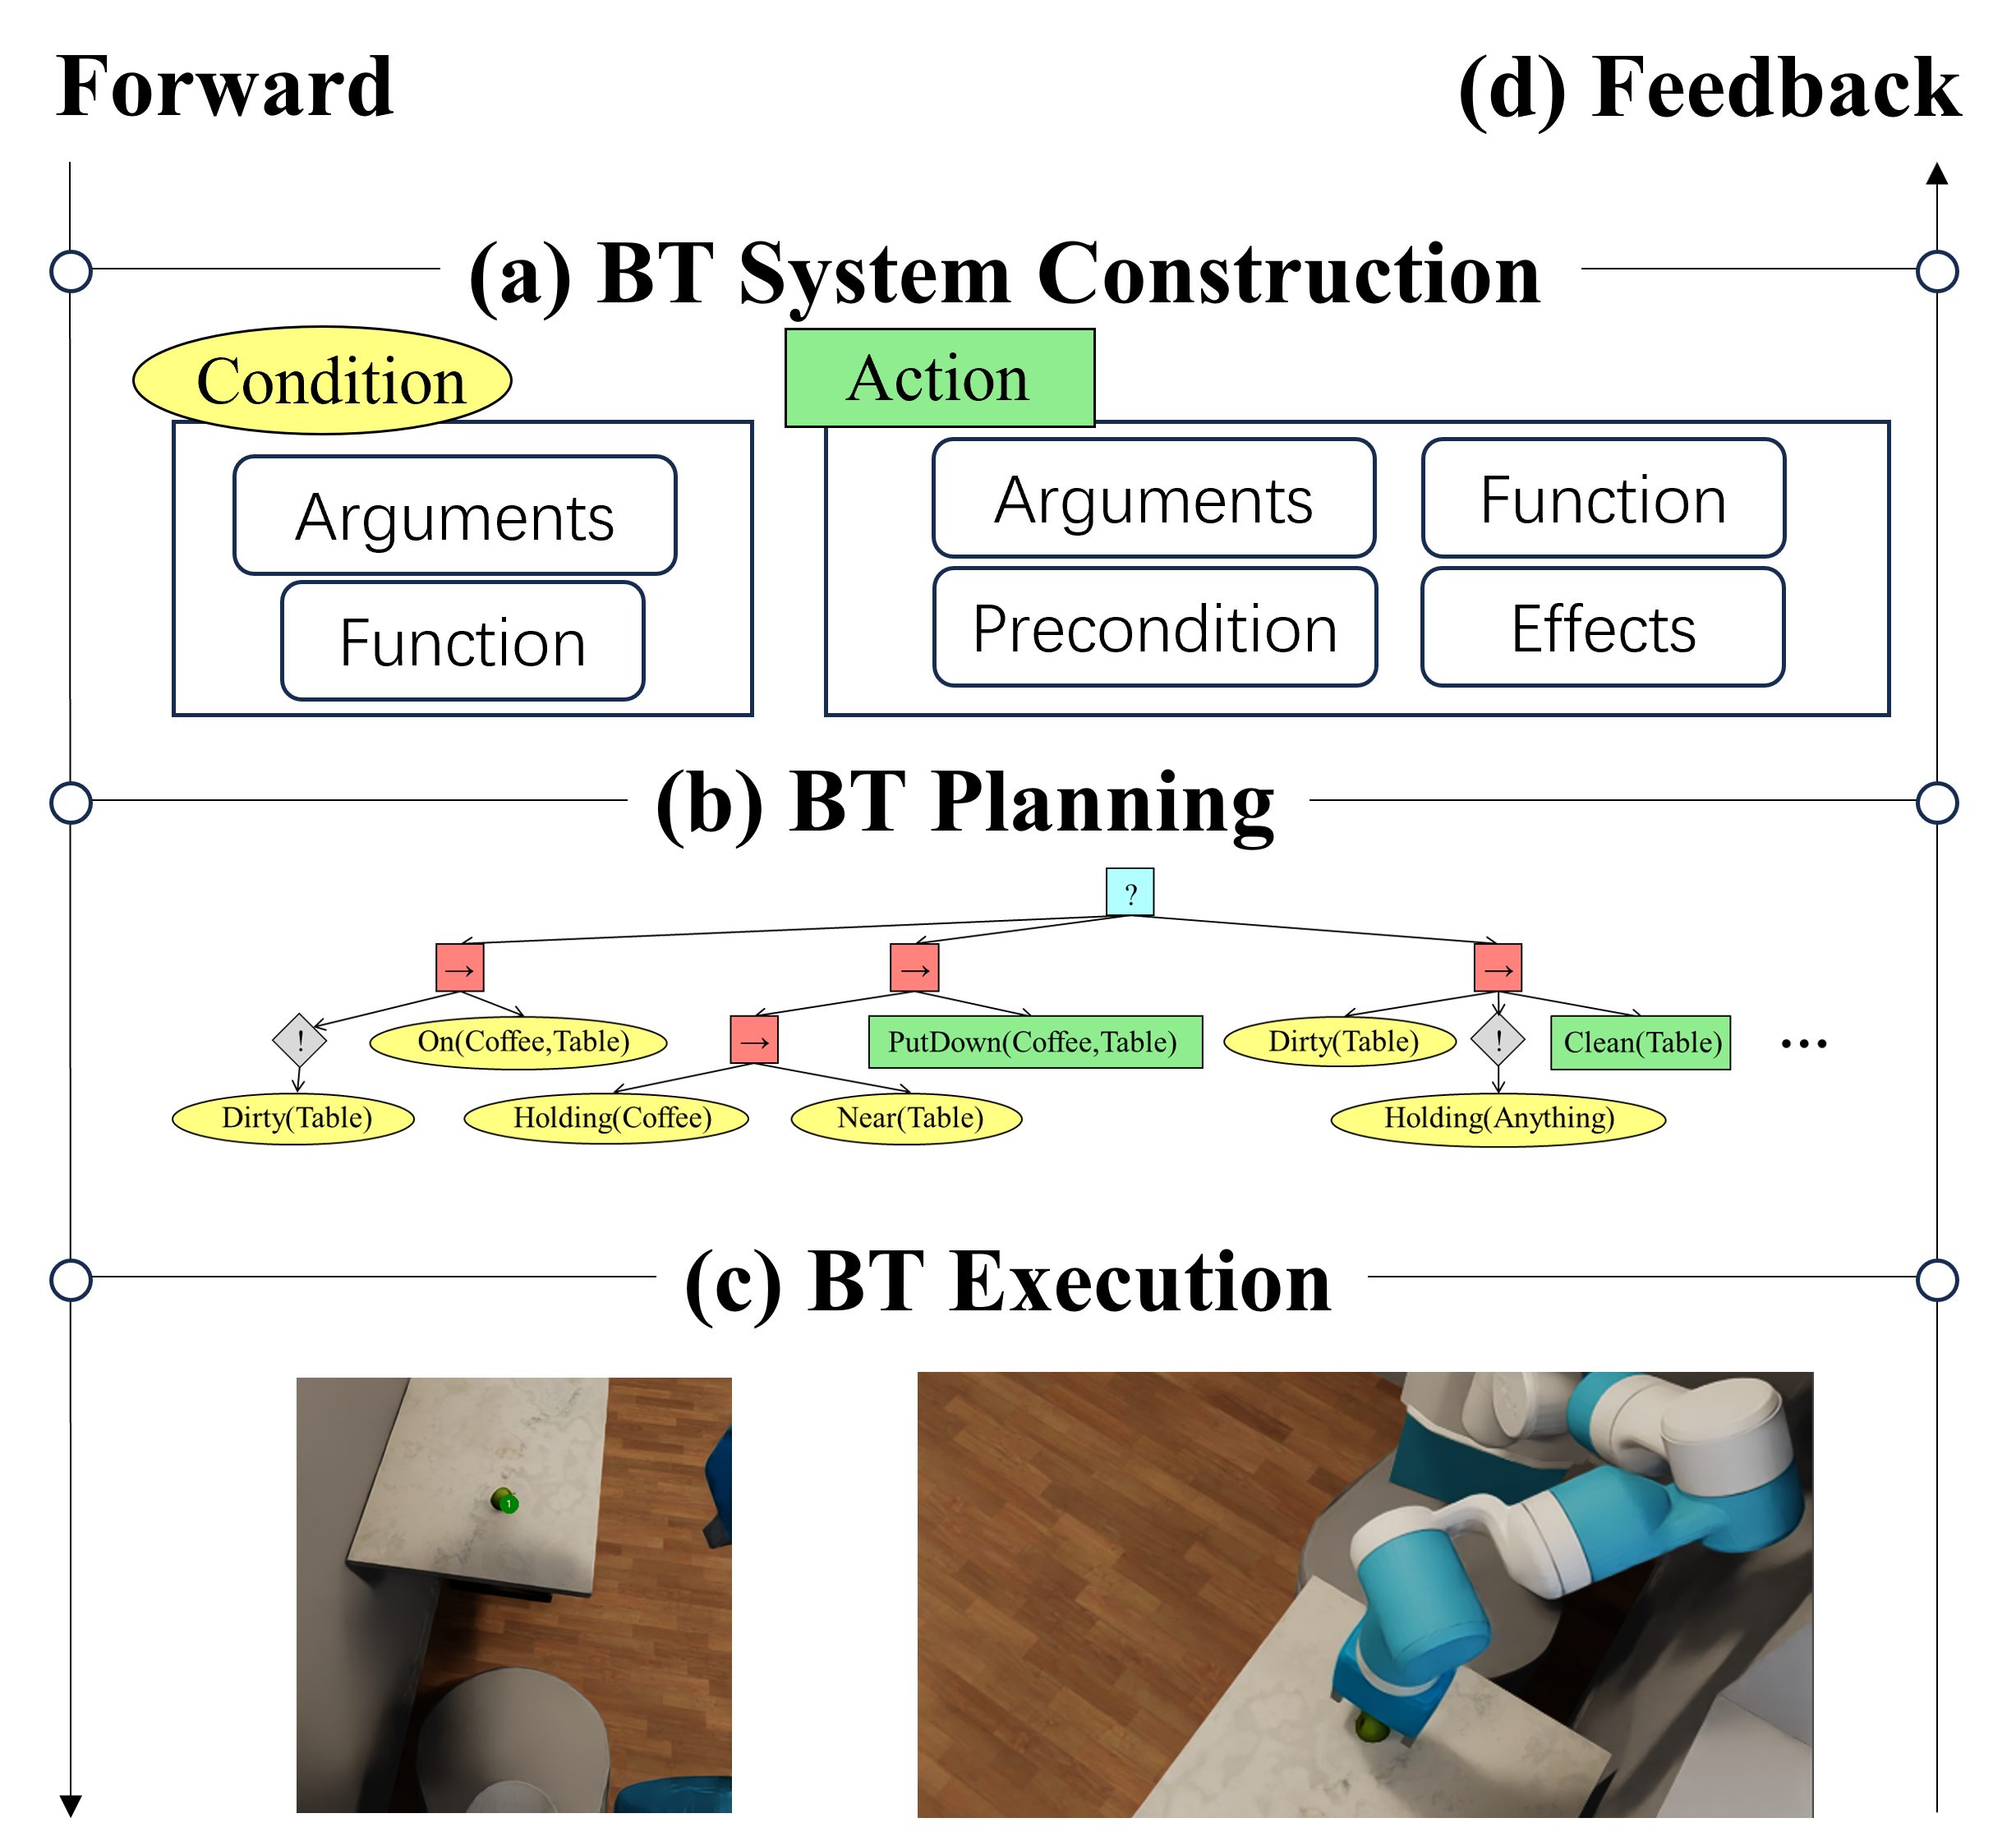 Forward
(d) Feedback
(a) BT System Construction
Condition
Action
Arguments
Function
Arguments
Function
Precondition
Effects
(b) BT Planning
?
→
→
→
!
On(Coffee,Table)
→
PutDown(Coffee,Table)
Dirty(Table)
!
Clean(Table)
...
Dirty(Table)
Holding(Coffee)
Near(Table)
Holding(Anything)
(c) BT Execution
1